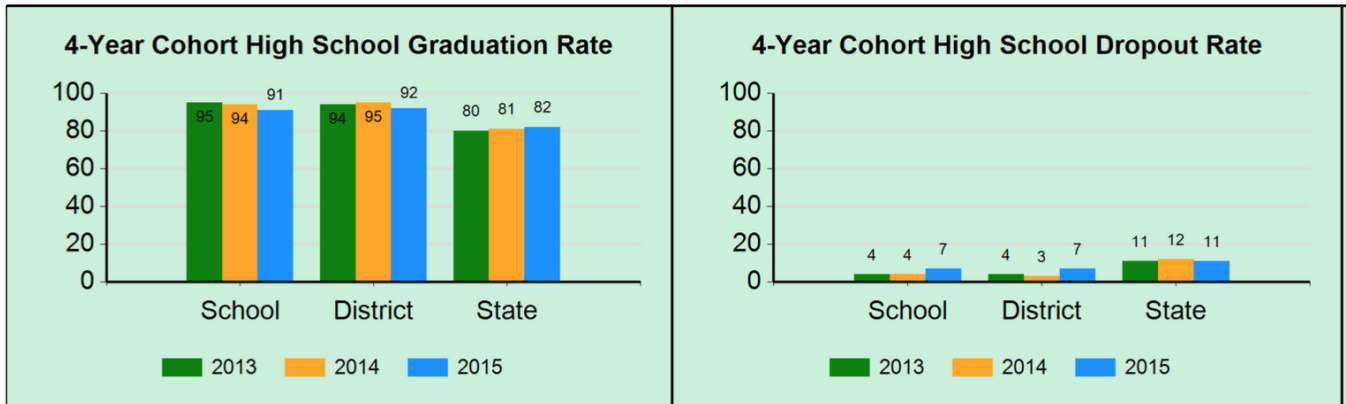 4-Year Cohort High School Graduation Rate
100
80
60
40
20
0
95 94 91
94 95 92
80 81 82
School District State
2013 2014 2015
4-Year Cohort High School Dropout Rate
100
80
60
40
20
0
4 4 7
4 3 7
11 12 11
School District State
2013 2014 2015